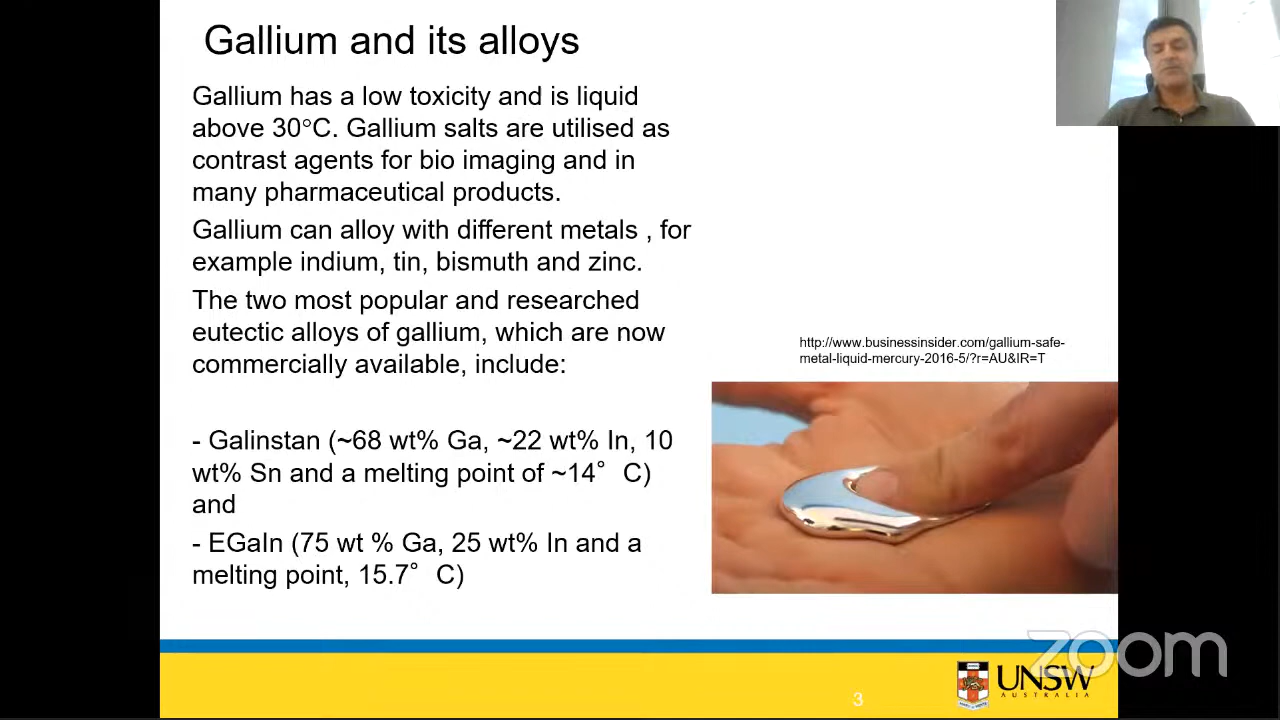 Gallium and its alloys
Gallium has a low toxicity and is liquid
above 30°C. Gallium salts are utilised as
contrast agents for bio imaging and in
many pharmaceutical products.
Gallium can alloy with different metals , for
example indium, tin, bismuth and zinc.
The two most popular and researched
eutectic alloys of gallium, which are now
commercially available, include:
- Galinstan (~68 wt% Ga, ~22 wt% In, 10
wt% Sn and a melting point of ~14° C)
and
- EGaIn (75 wt % Ga, 25 wt% In and a
melting point, 15.7° C)
http://www.businessinsider.com/gallium-safe-
metal-liquid-mercury-2016-5/?r=AU&IR=T
zoom
3
UNSW
AUSTRALIA